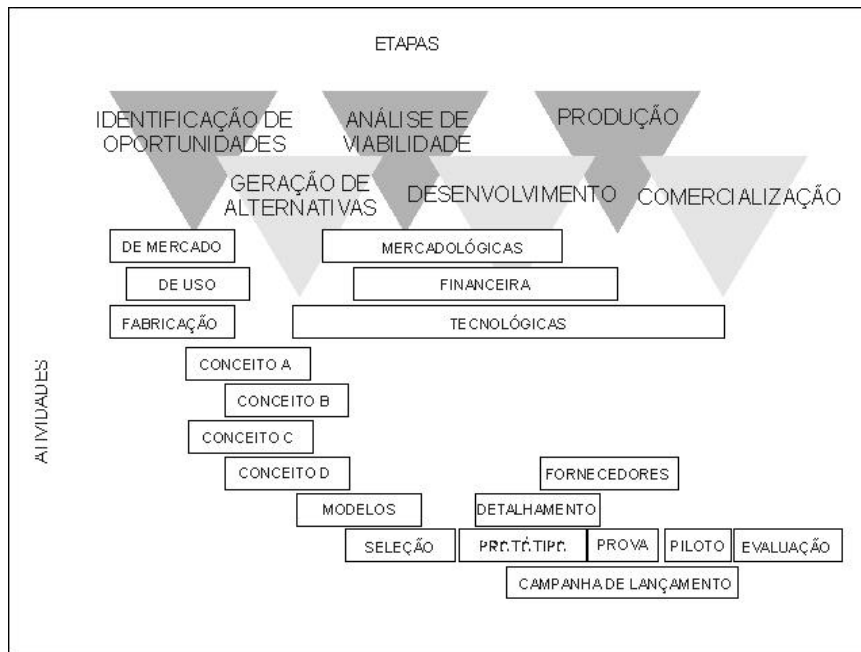 ETAPAS
IDENTIFICAÇÃO DE
OPORTUNIDADES
ANÁLISE DE
VIABILIDADE
PRODUÇÃO
GERAÇÃO DE
ALTERNATIVAS
DESENVOLVIMENTO
COMERCIALIZAÇÃO
DE MERCADO
MERCADOLÓGICAS
DE USO
FINANCEIRA
FABRICAÇÃO
TECNOLÓGICAS
ATIVIDADES
CONCEITO A
CONCEITO B
CONCEITO C
CONCEITO D
FORNECEDORES
MODELOS
DETALHAMENTO
SELEÇÃO
PROTÓTIPO
PROVA
PILOTO
EVALUAÇÃO
CAMPANHA DE LANÇAMENTO